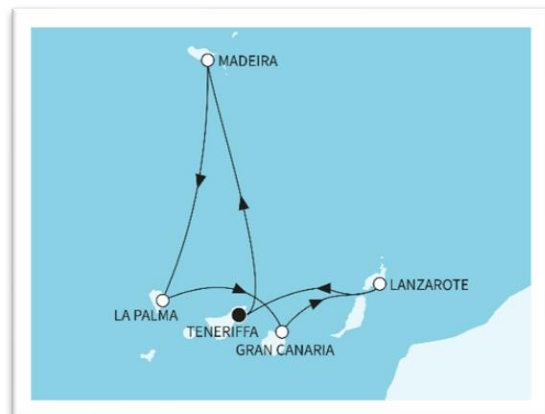 MADEIRA
LANZAROTE
LA PALMA
TENERIFFA
GRAN CANARIA